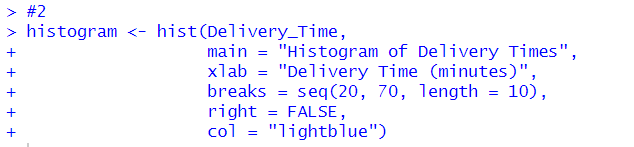 > #2
> histogram <- hist(Delivery_Time,
+                   main = "Histogram of Delivery Times",
+                   xlab = "Delivery Time (minutes)",
+                   breaks = seq(20, 70, length = 10),
+                   right = FALSE,
+                   col = "lightblue")